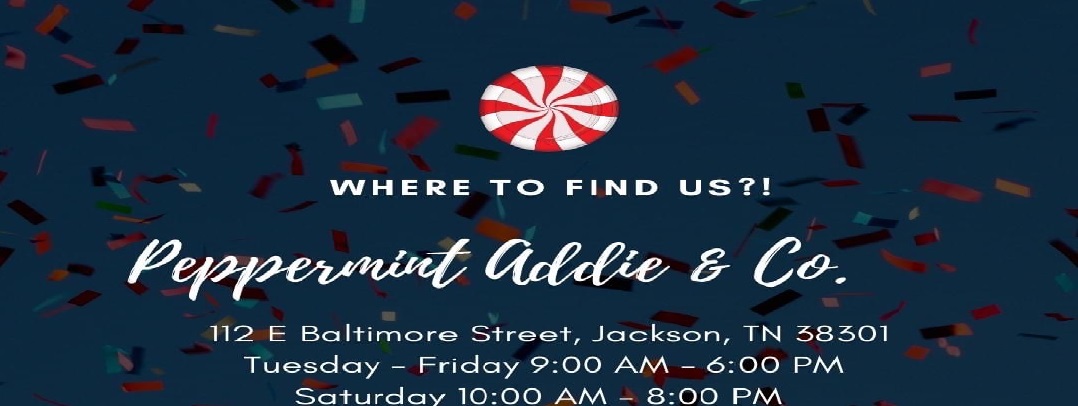 WHERE TO FIND US?!
Peppermint Addie & Co.
112 E Baltimore Street, Jackson, TN 38301
Tuesday - Friday 9:00 AM - 6:00 PM
Saturday 10:00 AM - 8:00 PM